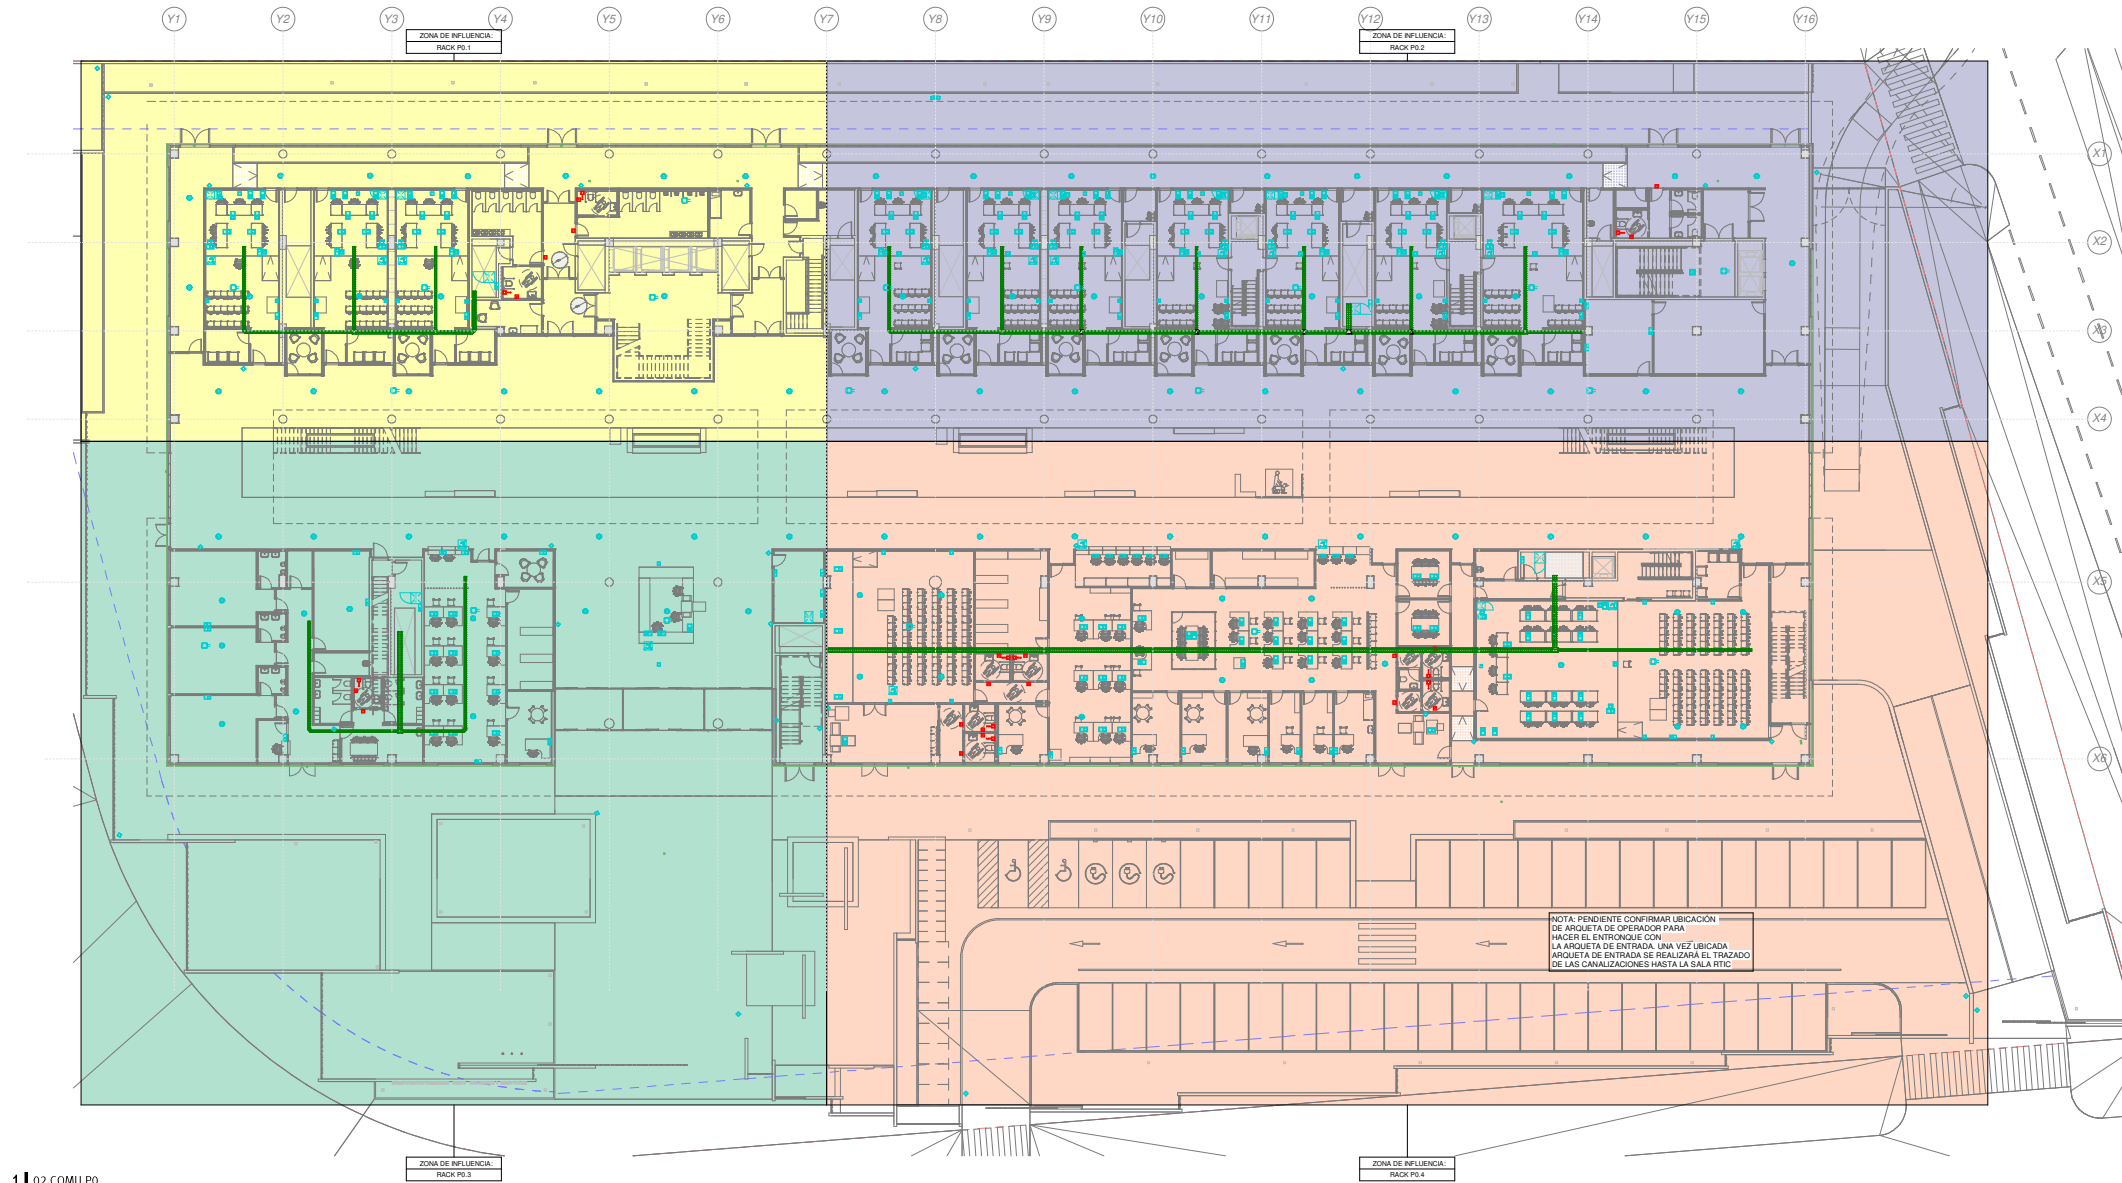 Y1 Y2 Y3 Y4 Y5 Y6 Y7 Y8 Y9 Y10 Y11 Y12 Y13 Y14 Y15 Y16
ZONA DE INFLUENCIA:
RACK P0.1
ZONA DE INFLUENCIA:
RACK P0.2
X1
X2
X3
X4
X5
X6
NOTA: PENDIENTE CONFIRMAR UBICACIÓN
DE ARQUETA DE OPERADOR PARA
HACER EL ENTRONQUE CON
LA ARQUETA DE ENTRADA. UNA VEZ UBICADA
ARQUETA DE ENTRADA SE REALIZARÁ EL TRAZADO
DE LAS CANALIZACIONES HASTA LA SALA RTIC
ZONA DE INFLUENCIA:
RACK P0.3
ZONA DE INFLUENCIA:
RACK P0.4
1 02 COMU P0